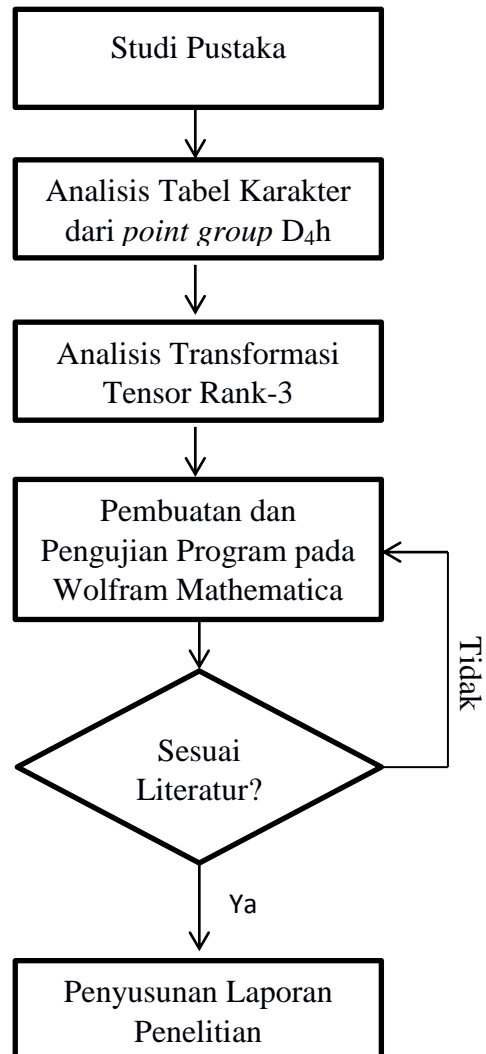 Studi Pustaka
Analisis Tabel Karakter
dari point group D₄h
Analisis Transformasi
Tensor Rank-3
Pembuatan dan
Pengujian Program pada
Wolfram Mathematica
Tidak
Sesuai
Literatur?
Ya
Penyusunan Laporan
Penelitian